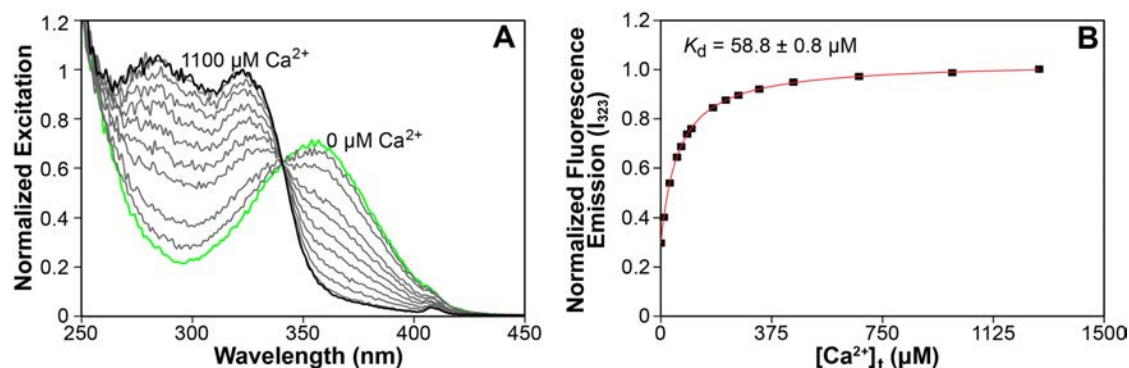 A
1.2
1
0.8
0.6
0.4
0.2
0
250
300
350
400
450
Normalized Excitation
Wavelength (nm)
1100 µM Ca²⁺
0 µM Ca²⁺
B
K_d = 58.8 ± 0.8 µM
1.2
1.0
0.8
0.6
0.4
0.2
0
0
375
750
1125
1500
Normalized Fluorescence
Emission (I₃₂₃)
[Ca²⁺]ₜ (µM)